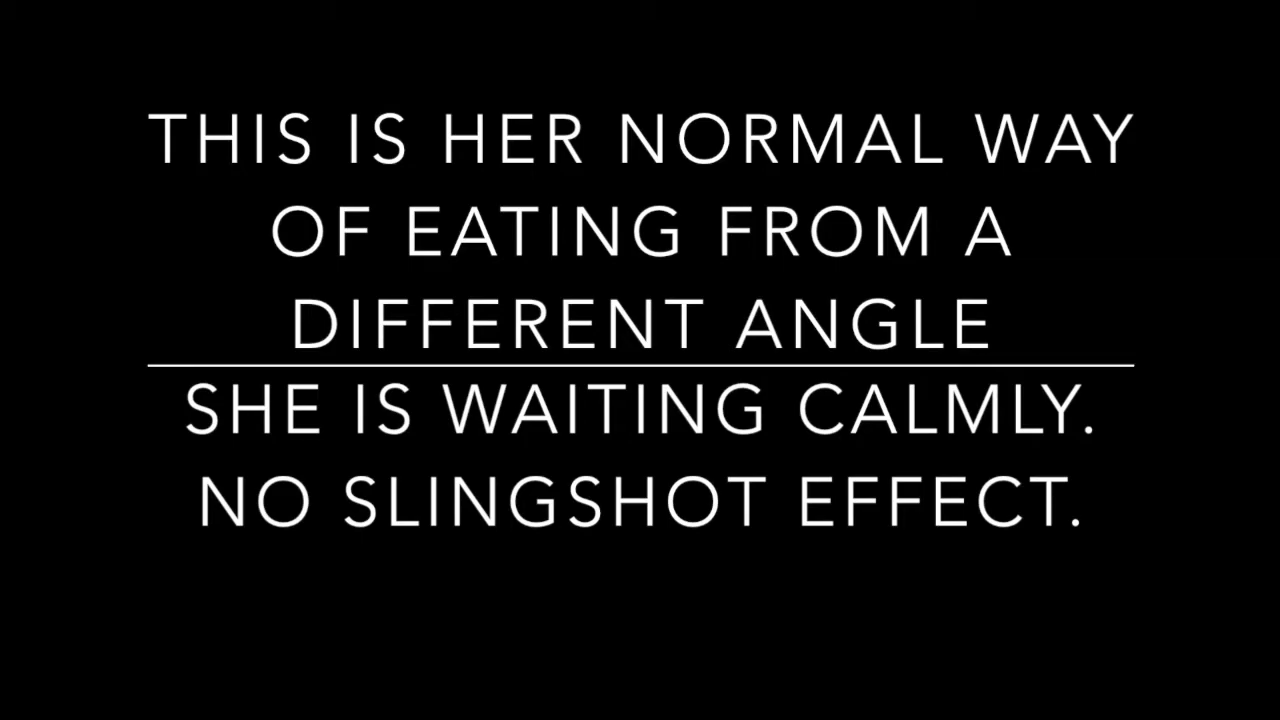 THIS IS HER NORMAL WAY
OF EATING FROM A
DIFFERENT ANGLE
SHE IS WAITING CALMLY.
NO SLINGSHOT EFFECT.